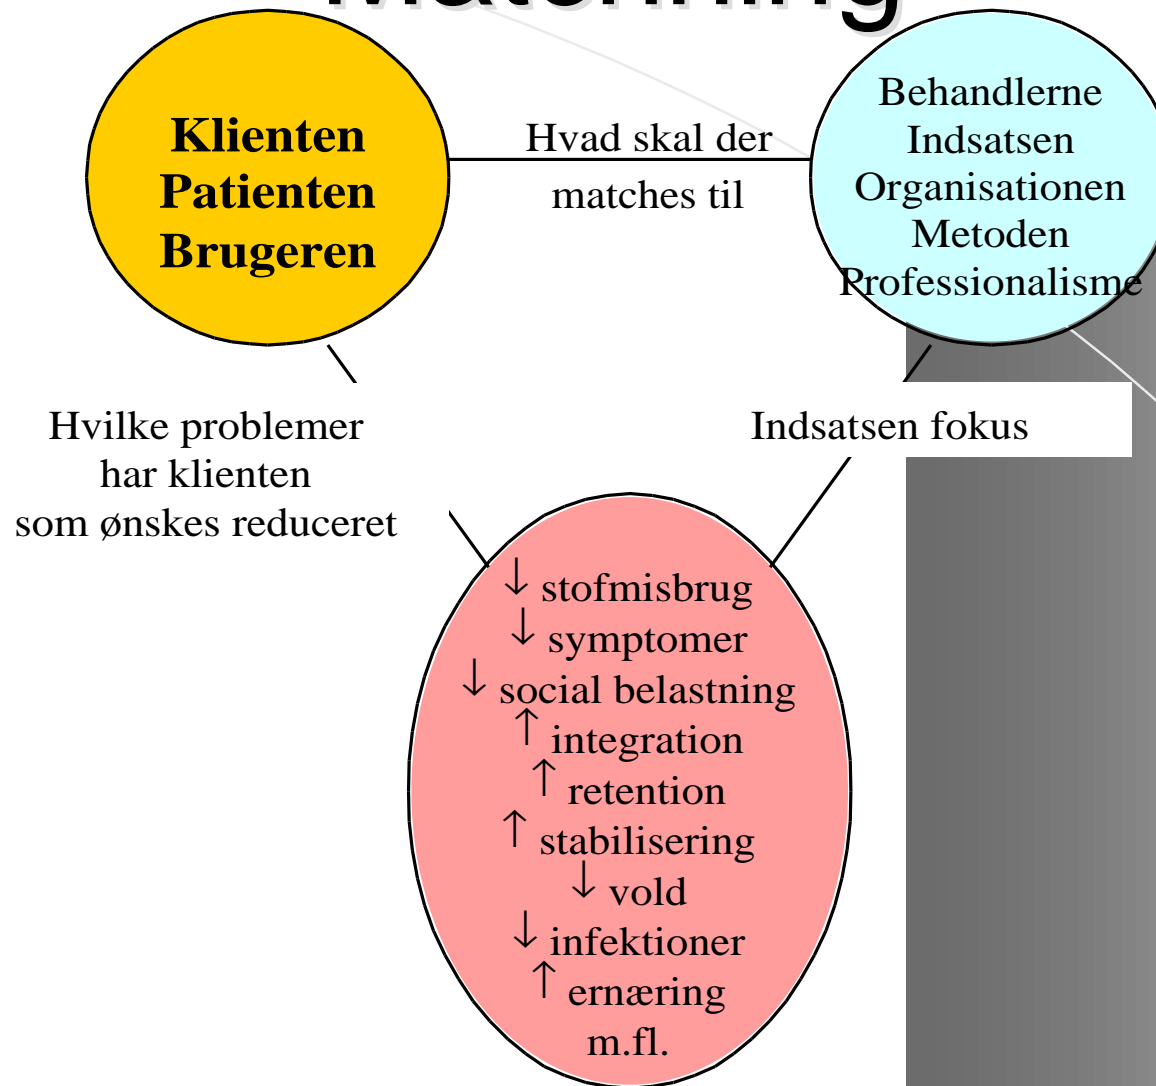 Matchning
Klienten
Patienten
Brugeren
Hvad skal der
matches til
Behandlerne
Indsatsen
Organisationen
Metoden
Professionalisme
Hvilke problemer
har klienten
som ønskes reduceret
Indsatsen fokus
↓ stofmisbrug
↓ symptomer
↓ social belastning
↑ integration
↑ retention
↑ stabilisering
↓ vold
↓ infektioner
↑ ernæring
m.fl.